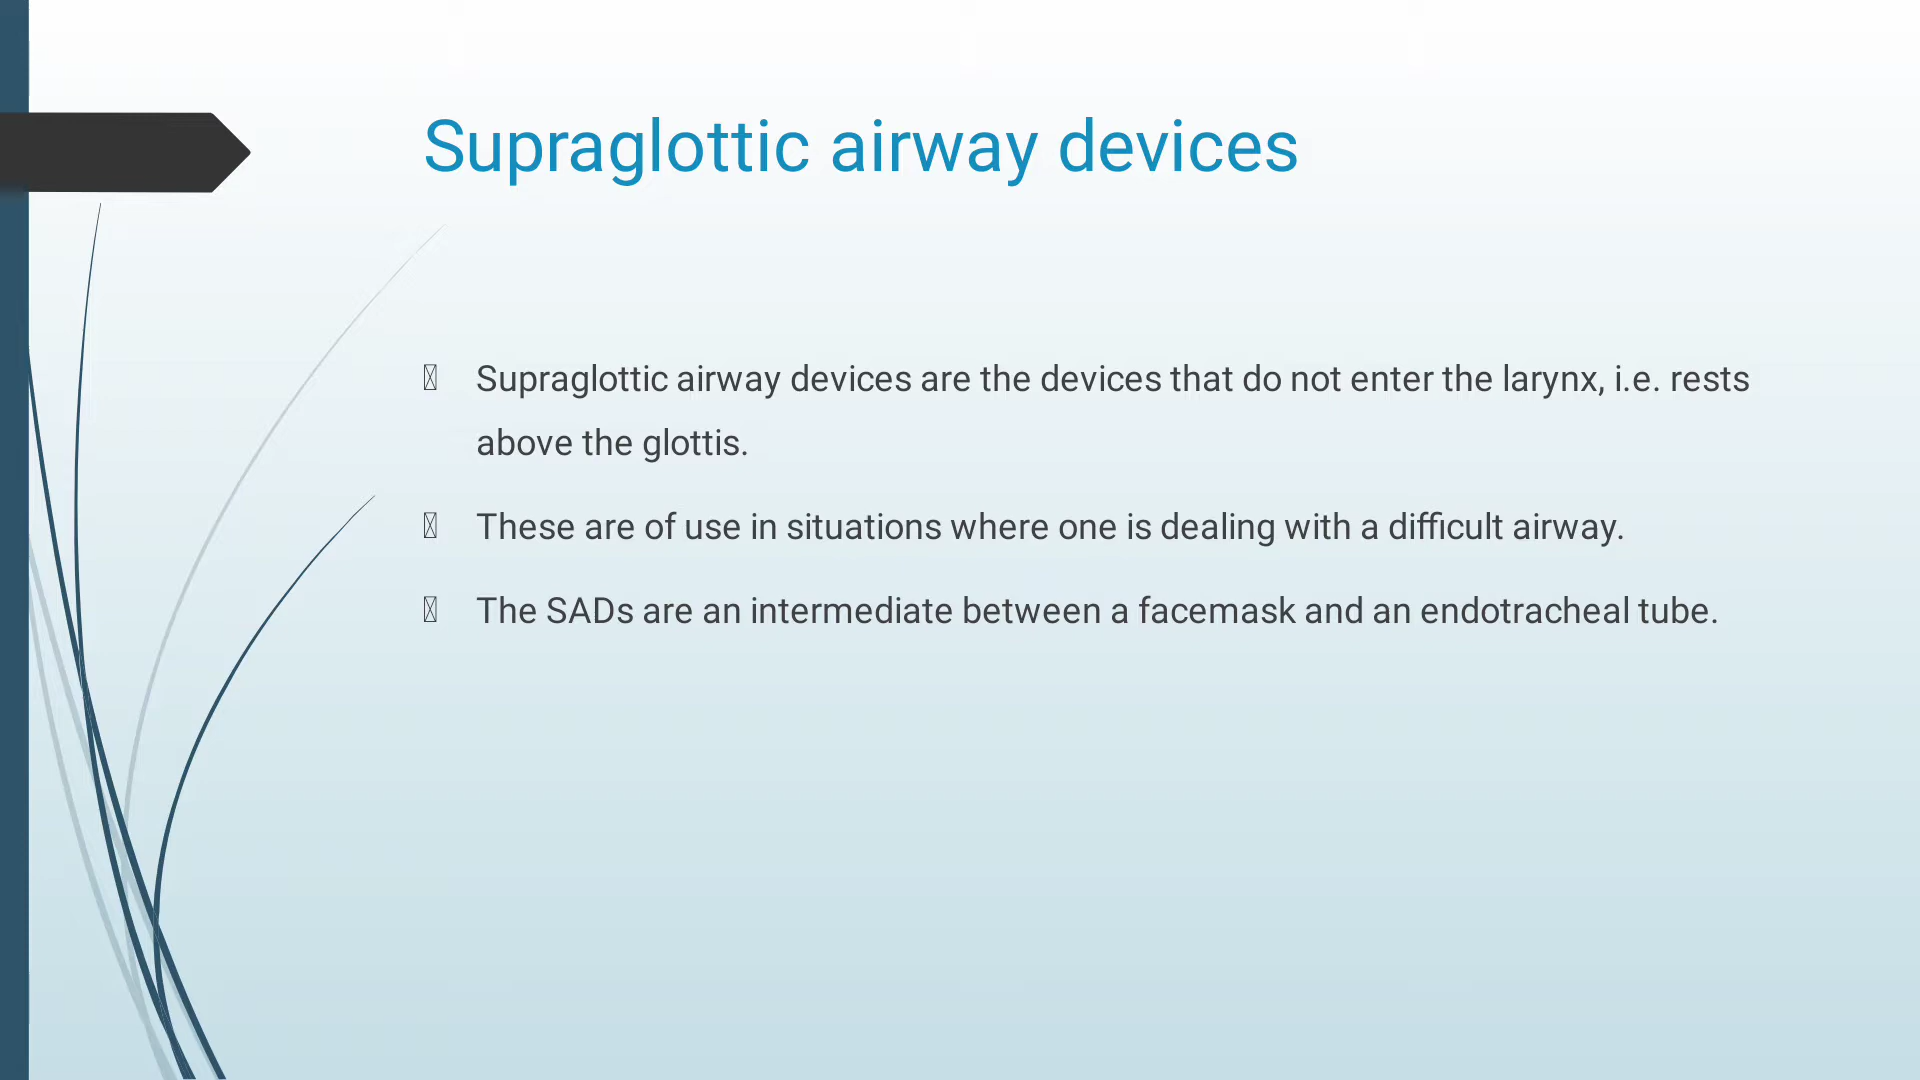 Supraglottic airway devices
Supraglottic airway devices are the devices that do not enter the larynx, i.e. rests
above the glottis.
These are of use in situations where one is dealing with a difficult airway.
The SADs are an intermediate between a facemask and an endotracheal tube.